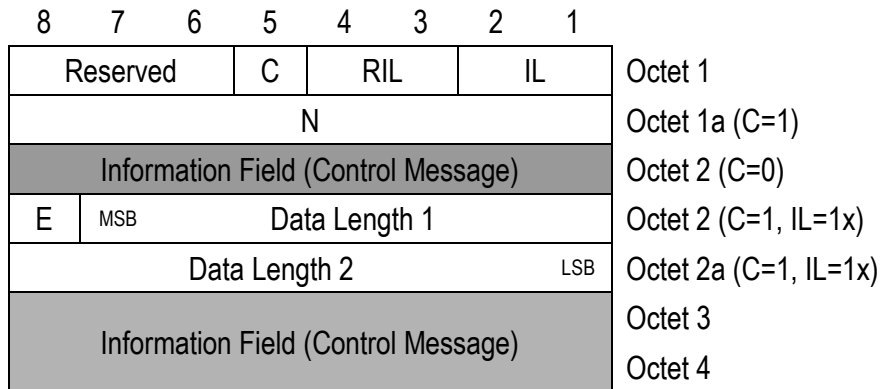 8 7 6 5 4 3 2 1
Reserved C RIL IL Octet 1
N Octet 1a (C=1)
Information Field (Control Message) Octet 2 (C=0)
E MSB Data Length 1 Octet 2 (C=1, IL=1x)
Data Length 2 LSB Octet 2a (C=1, IL=1x)
Octet 3
Information Field (Control Message)
Octet 4